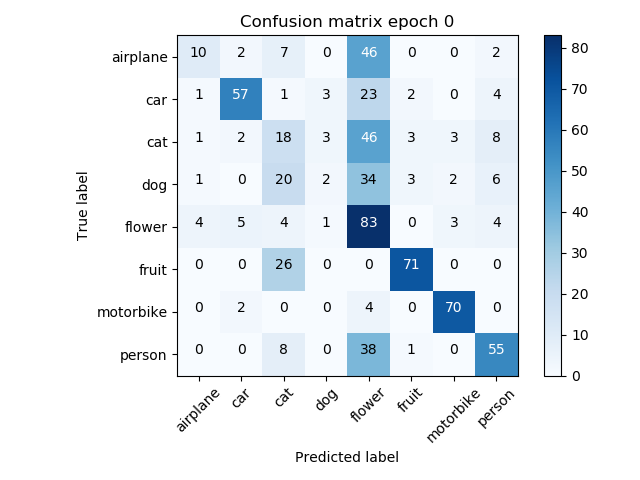 Confusion matrix epoch 0
True label
airplane 10 2 7 0 46 0 0 2
car 1 57 1 3 23 2 0 4
cat 1 2 18 3 46 3 3 8
dog 1 0 20 2 34 3 2 6
flower 4 5 4 1 83 0 3 4
fruit 0 0 26 0 0 71 0 0
motorbike 0 2 0 0 4 0 70 0
person 0 0 8 0 38 1 0 55
airplane car cat dog flower fruit motorbike person
Predicted label
80
70
60
50
40
30
20
10
0